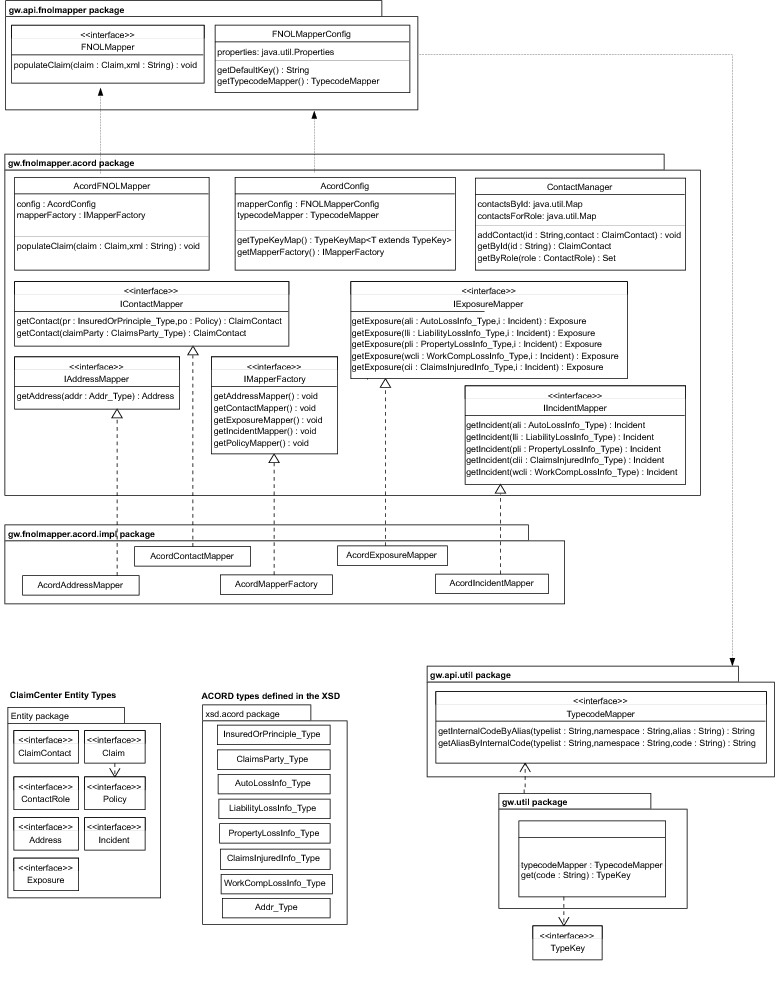 gw.api.fnolmapper package
<<interface>>
FNOLMapper
populateClaim(claim : Claim,xml : String) : void
FNOLMapperConfig
properties: java.util.Properties
getDefaultKey() : String
getTypecodeMapper() : TypecodeMapper
gw.fnolmapper.acord package
AcordFNOLMapper
config : AcordConfig
mapperFactory : IMapperFactory
populateClaim(claim : Claim,xml : String) : void
AcordConfig
mapperConfig : FNOLMapperConfig
typecodeMapper : TypecodeMapper
getTypeKeyMap() : TypeKeyMap<T extends TypeKey>
getMapperFactory() : IMapperFactory
ContactManager
contactsById: java.util.Map
contactsForRole: java.util.Map
addContact(id : String,contact : ClaimContact) : void
getById(id : String) : ClaimContact
getByRole(role : ContactRole) : Set
<<interface>>
IContactMapper
getContact(pr : InsuredOrPrinciple_Type,po : Policy) : ClaimContact
getContact(claimParty : ClaimsParty_Type) : ClaimContact
<<interface>>
IExposureMapper
getExposure(ali : AutoLossInfo_Type,i : Incident) : Exposure
getExposure(lli : LiabilityLossInfo_Type,i : Incident) : Exposure
getExposure(pli : PropertyLossInfo_Type,i : Incident) : Exposure
getExposure(wcli : WorkCompLossInfo_Type,i : Incident) : Exposure
getExposure(cii : ClaimsInjuredInfo_Type,i : Incident) : Exposure
<<interface>>
IAddressMapper
getAddress(addr : Addr_Type) : Address
<<interface>>
IMapperFactory
getAddressMapper() : void
getContactMapper() : void
getExposureMapper() : void
getIncidentMapper() : void
getPolicyMapper() : void
<<interface>>
IIncidentMapper
getIncident(ali : AutoLossInfo_Type) : Incident
getIncident(lli : LiabilityLossInfo_Type) : Incident
getIncident(pli : PropertyLossInfo_Type) : Incident
getIncident(cii : ClaimsInjuredInfo_Type) : Incident
getIncident(wcli : WorkCompLossInfo_Type) : Incident
gw.fnolmapper.acord.impl package
AcordContactMapper
AcordExposureMapper
AcordAddressMapper
AcordMapperFactory
AcordIncidentMapper
ClaimCenter Entity Types
Entity package
<<interface>>
ClaimContact
<<interface>>
Claim
<<interface>>
ContactRole
<<interface>>
Policy
<<interface>>
Address
<<interface>>
Incident
<<interface>>
Exposure
ACORD types defined in the XSD
xsd.acord package
InsuredOrPrinciple_Type
ClaimsParty_Type
AutoLossInfo_Type
LiabilityLossInfo_Type
PropertyLossInfo_Type
ClaimsInjuredInfo_Type
WorkCompLossInfo_Type
Addr_Type
gw.api.util package
<<interface>>
TypecodeMapper
getInternalCodeByAlias(typelist : String,namespace : String,alias : String) : String
getAliasByInternalCode(typelist : String,namespace : String,code : String) : String
gw.util package
typecodeMapper : TypecodeMapper
get(code : String) : TypeKey
<<interface>>
TypeKey